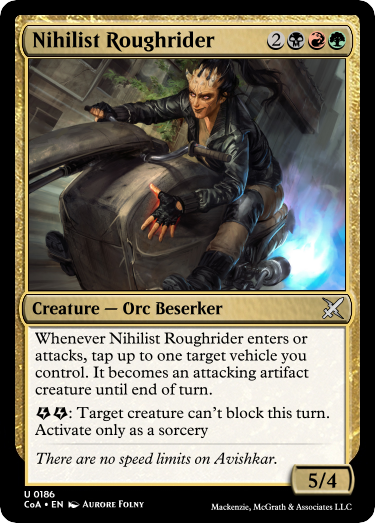 Nihilist Roughrider 2
Creature — Orc Beserker
Whenever Nihilist Roughrider enters or
attacks, tap up to one target vehicle you
control. It becomes an attacking artifact
creature until end of turn.
: Target creature can't block this turn.
Activate only as a sorcery
There are no speed limits on Avishkar.
5/4
U 0186
CoA • EN AURORE FOLNY
Mackenzie, McGrath & Associates LLC